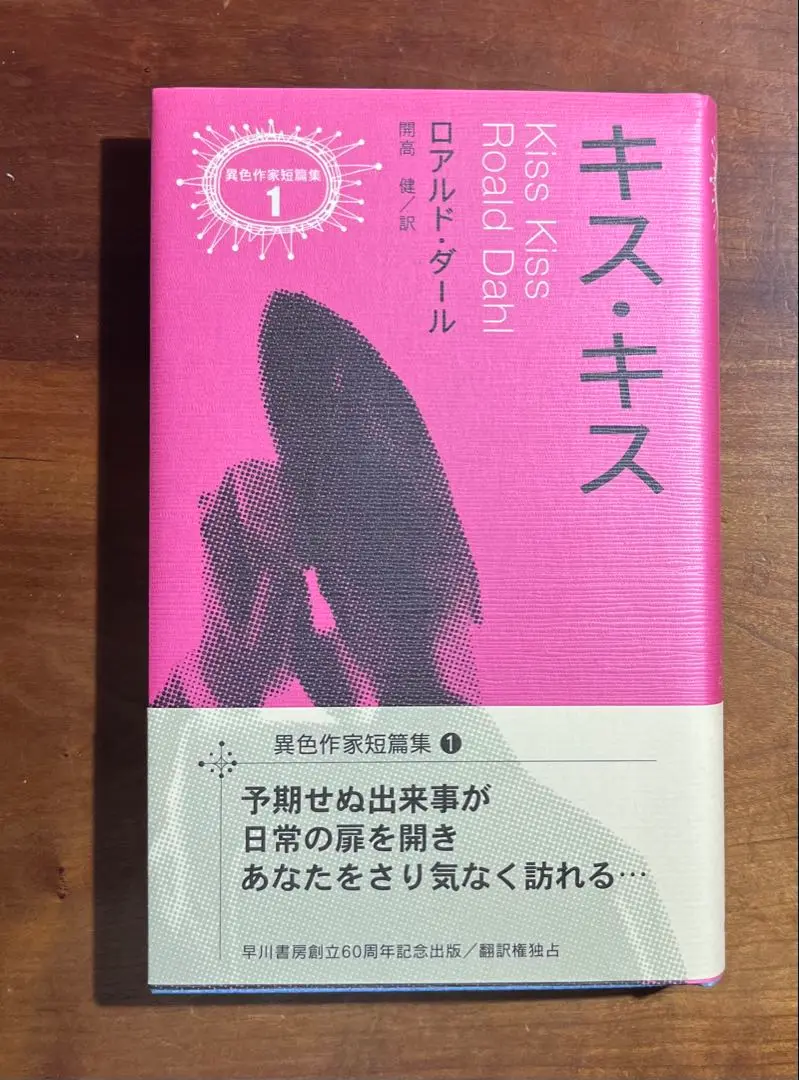 キス・キス
Kiss Kiss
Roald Dahl
ロアルド・ダール
開高 健／訳
異色作家短篇集
1
異色作家短篇集❶
予期せぬ出来事が
日常の扉を開き
あなたをさり気なく訪れる…
早川書房創立60周年記念出版／翻訳権独占